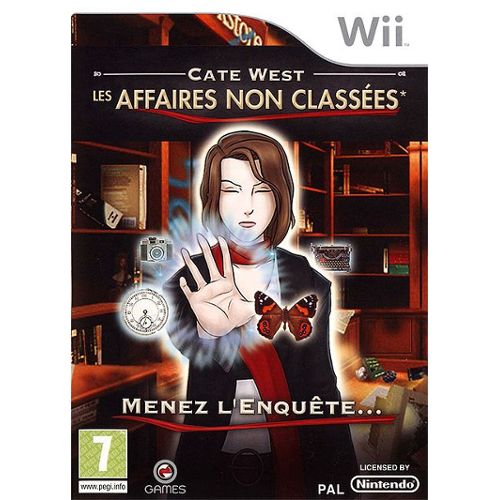 Wii
CATE WEST
LES AFFAIRES NON CLASSÉES*
H
MENEZ L'ENQUÊTE...
7
www.pegi.info
GAMES
PAL
LICENSED BY
Nintendo